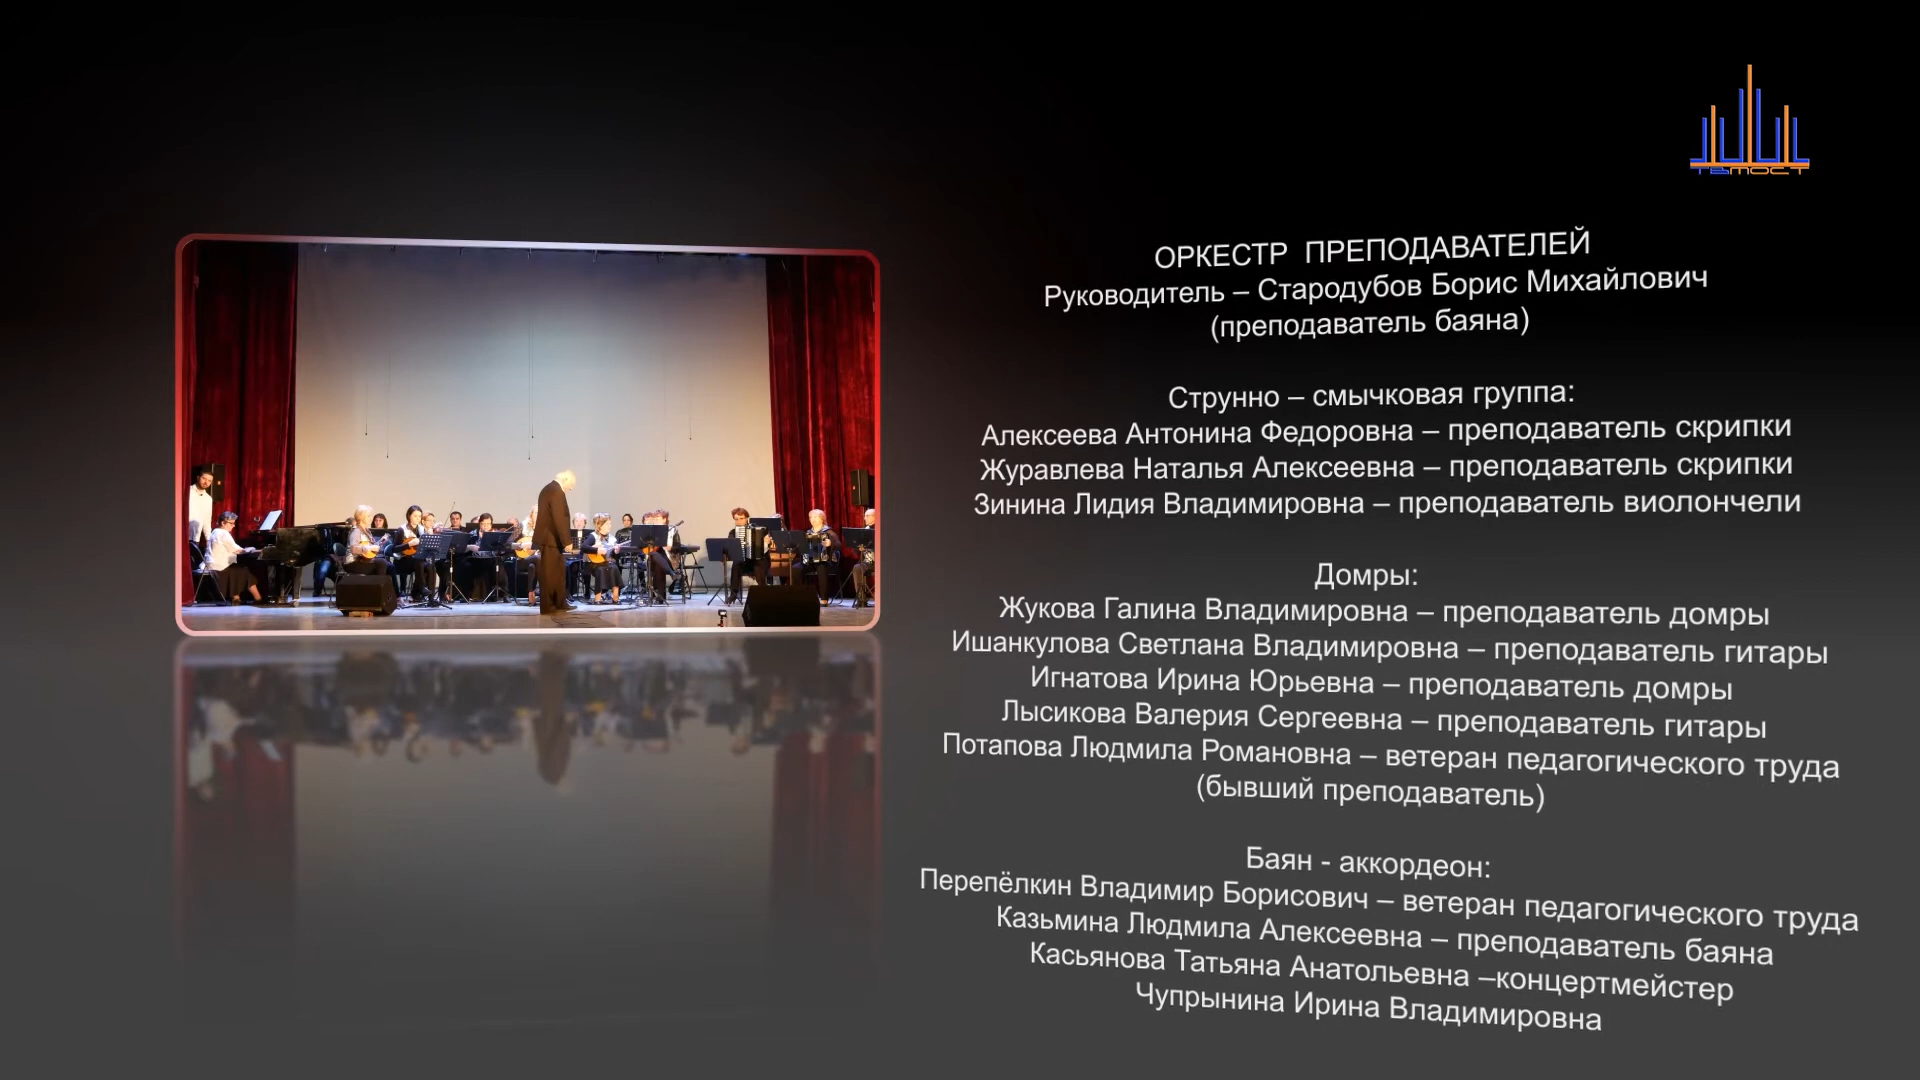 ТВМОСТ
ОРКЕСТР ПРЕПОДАВАТЕЛЕЙ
Руководитель – Стародубов Борис Михайлович
(преподаватель баяна)
Струнно – смычковая группа:
Алексеева Антонина Федоровна – преподаватель скрипки
Журавлева Наталья Алексеевна – преподаватель скрипки
Зинина Лидия Владимировна – преподаватель виолончели
Домры:
Жукова Галина Владимировна – преподаватель домры
Ишанкулова Светлана Владимировна – преподаватель гитары
Игнатова Ирина Юрьевна – преподаватель домры
Лысикова Валерия Сергеевна – преподаватель гитары
Потапова Людмила Романовна – ветеран педагогического труда
(бывший преподаватель)
Баян - аккордеон:
Перепёлкин Владимир Борисович – ветеран педагогического труда
Казьмина Людмила Алексеевна – преподаватель баяна
Касьянова Татьяна Анатольевна –концертмейстер
Чупрынина Ирина Владимировна